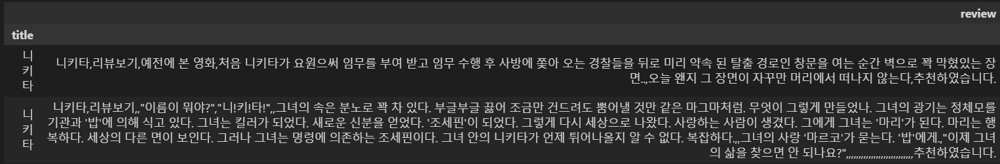 review
title
니
키
타
니키타,리뷰보기,예전에 본 영화,처음 니키타가 요원으써 임무를 부여 받고 임무 수행 후 사방에 쫓아 오는 경찰들을 뒤로 미리 약속 된 탈출 경로인 창문을 여는 순간 벽으로 꽉 막혔있는 장
면..,오늘 왠지 그 장면이 자꾸만 머리에서 떠나지 않는다,추천하였습니다.
니
키
타
니키타,리뷰보기,,"이름이 뭐야?","니!키!타!",,그녀의 속은 분노로 꽉 차 있다. 부글부글 끓어 조금만 건드려도 뿜어낼 것만 같은 마그마처럼. 무엇이 그렇게 만들었나. 그녀의 광기는 정체모를
기관과 '밥'에 의해 식고 있다. 그녀는 킬러가 되었다. 새로운 신분을 얻었다. '조세핀'이 되었다. 그렇게 다시 세상으로 나왔다. 사랑하는 사람이 생겼다. 그에게 그녀는 '마리'가 된다. 마리는 행
복하다. 세상의 다른 면이 보인다. 그러나 그녀는 명령에 의존하는 조세핀이다. 그녀 안의 니키타가 언제 튀어나올지 알 수 없다. 복잡하다.,,그녀의 사랑 '마르코'가 묻는다. '밥'에게.,"이제 그녀
의 삶을 찾으면 안 되나요?",,,,,,,,,,,,,,,,,,,,,,,,,,추천하였습니다.